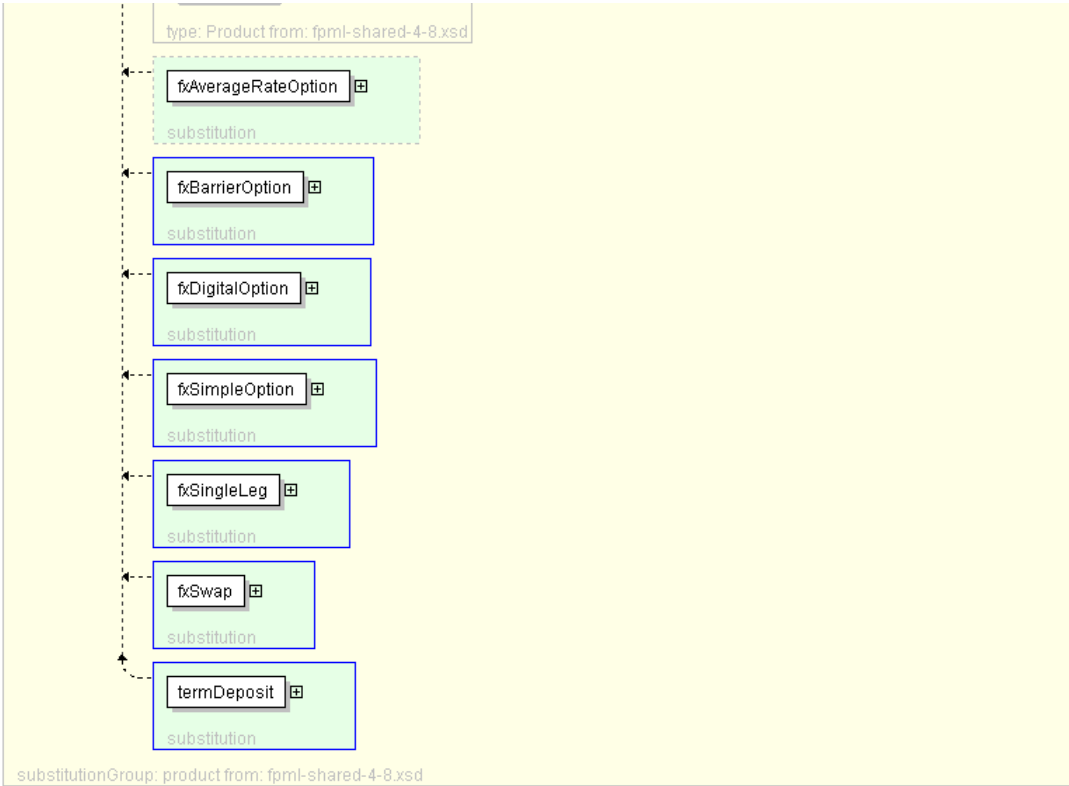 type: Product from: fpml-shared-4-8.xsd
fxAverageRateOption
substitution
fxBarrierOption
substitution
fxDigitalOption
substitution
fxSimpleOption
substitution
fxSingleLeg
substitution
fxSwap
substitution
termDeposit
substitution
substitutionGroup: product from: fpml-shared-4-8.xsd